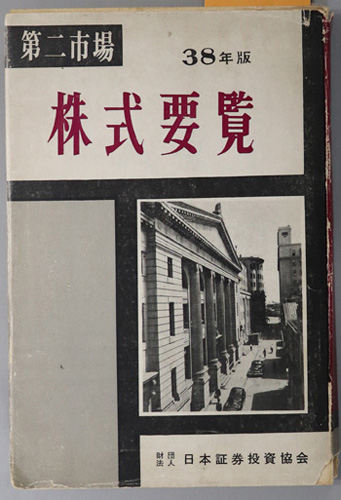 第二市場
38年版
株式要覧
財団法人 日本証券投資協会